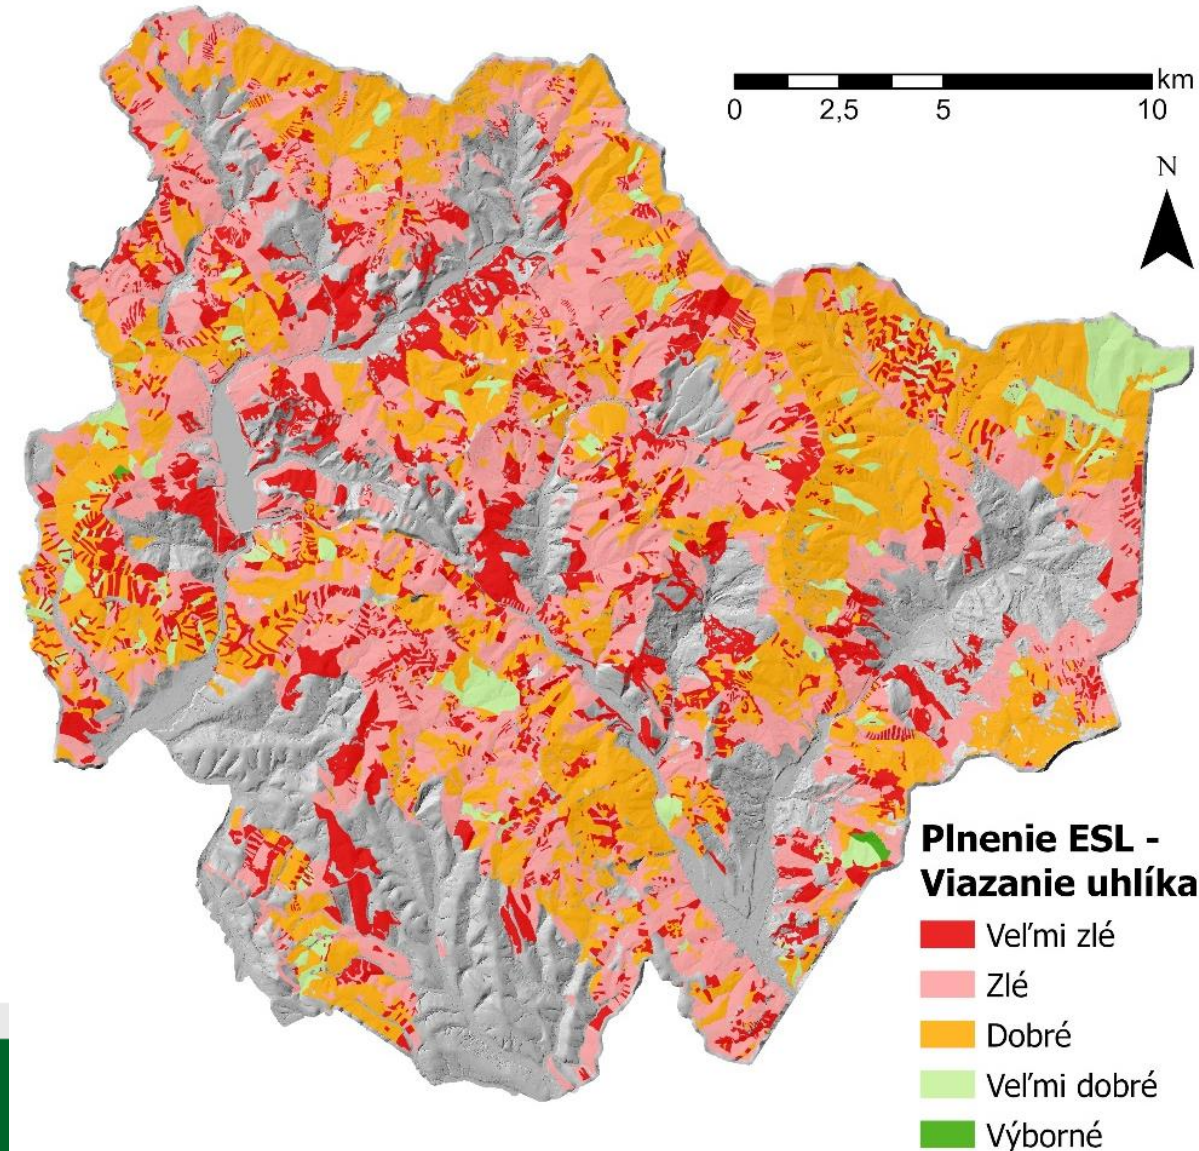 km
0 2,5 5 10
N
Plnenie ESL -
Viazanie uhlíka
Veľmi zlé
Zlé
Dobré
Veľmi dobré
Výborné